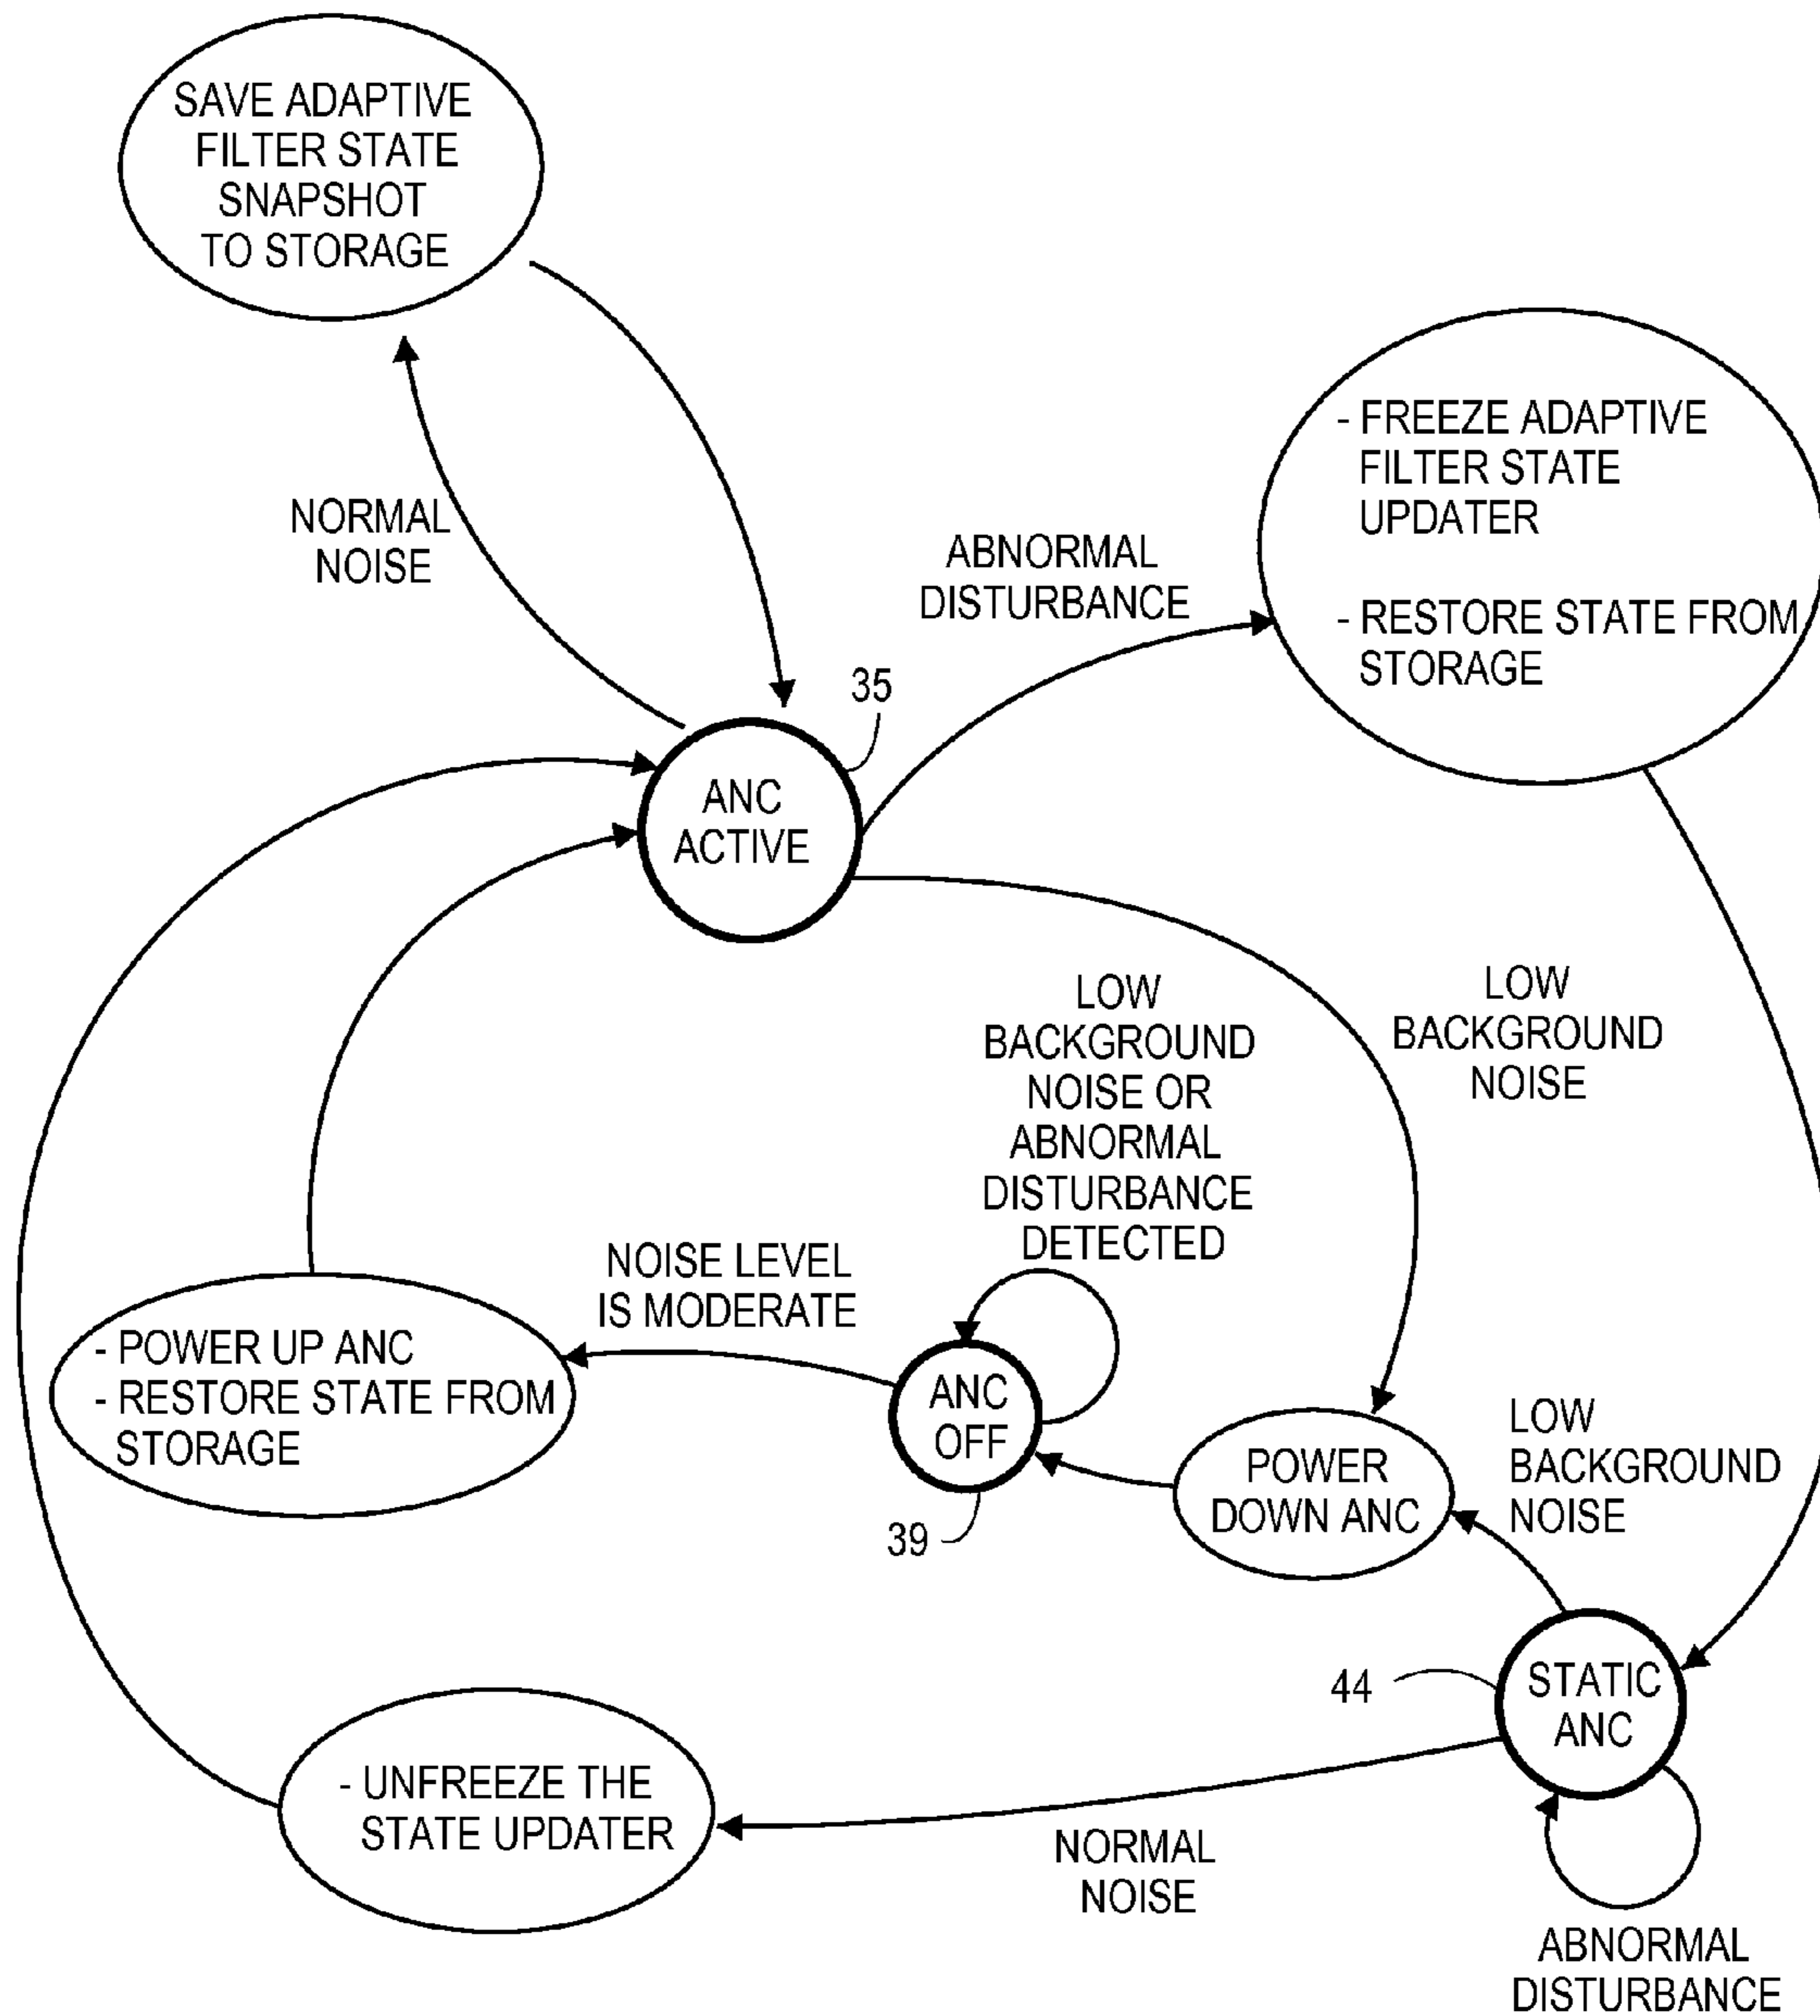 SAVE ADAPTIVE
FILTER STATE
SNAPSHOT
TO STORAGE
NORMAL
NOISE
- FREEZE ADAPTIVE
FILTER STATE
UPDATER
- RESTORE STATE FROM
STORAGE
ABNORMAL
DISTURBANCE
35
ANC
ACTIVE
LOW
BACKGROUND
NOISE
LOW
BACKGROUND
NOISE OR
ABNORMAL
DISTURBANCE
DETECTED
NOISE LEVEL
IS MODERATE
- POWER UP ANC
- RESTORE STATE FROM
STORAGE
ANC
OFF
39
POWER
DOWN ANC
LOW
BACKGROUND
NOISE
44
STATIC
ANC
- UNFREEZE THE
STATE UPDATER
NORMAL
NOISE
ABNORMAL
DISTURBANCE